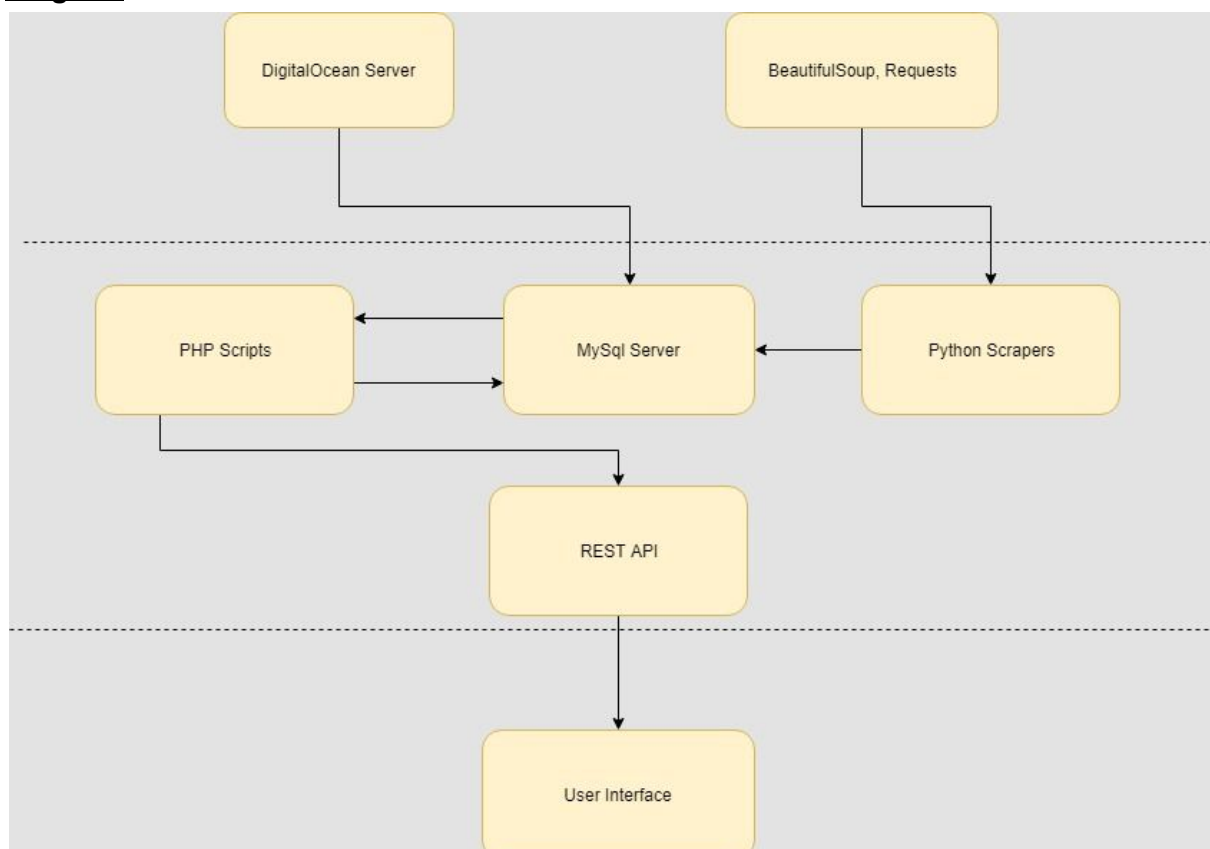 DigitalOcean Server
BeautifulSoup, Requests
PHP Scripts
MySql Server
Python Scrapers
REST API
User Interface